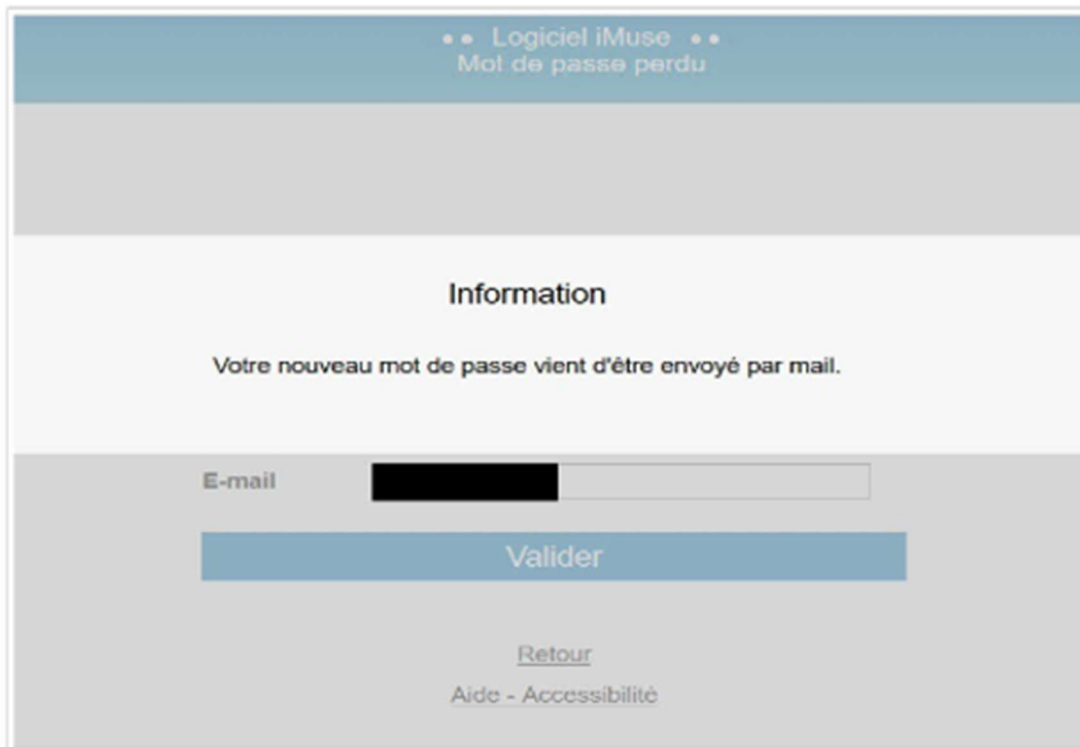 •• Logiciel iMuse ••
Mot de passe perdu
Information
Votre nouveau mot de passe vient d'être envoyé par mail.
E-mail
Valider
Retour
Aide - Accessibilité